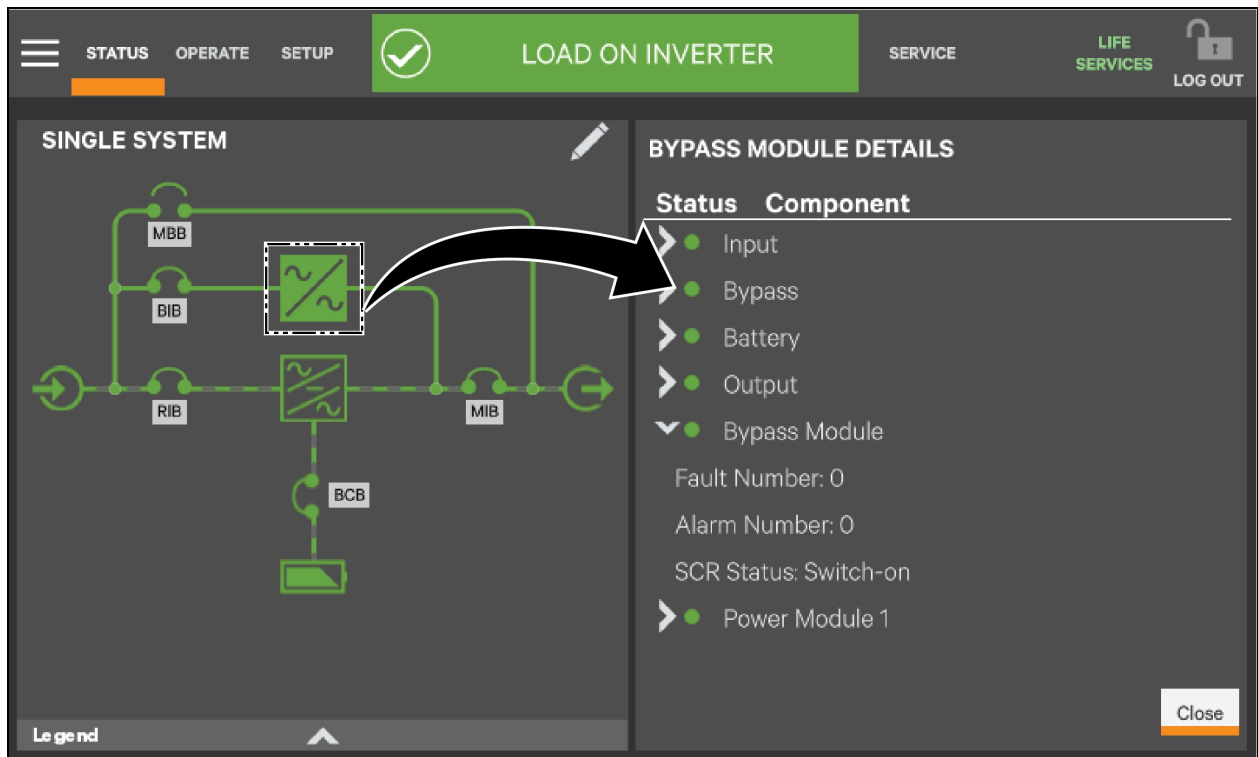 STATUS OPERATE SETUP LOAD ON INVERTER SERVICE LIFE SERVICES LOG OUT
SINGLE SYSTEM
MBB
BIB
RIB
MIB
BCB
Legend
BYPASS MODULE DETAILS
Status Component
Input
Bypass
Battery
Output
Bypass Module
Fault Number: 0
Alarm Number: 0
SCR Status: Switch-on
Power Module 1
Close